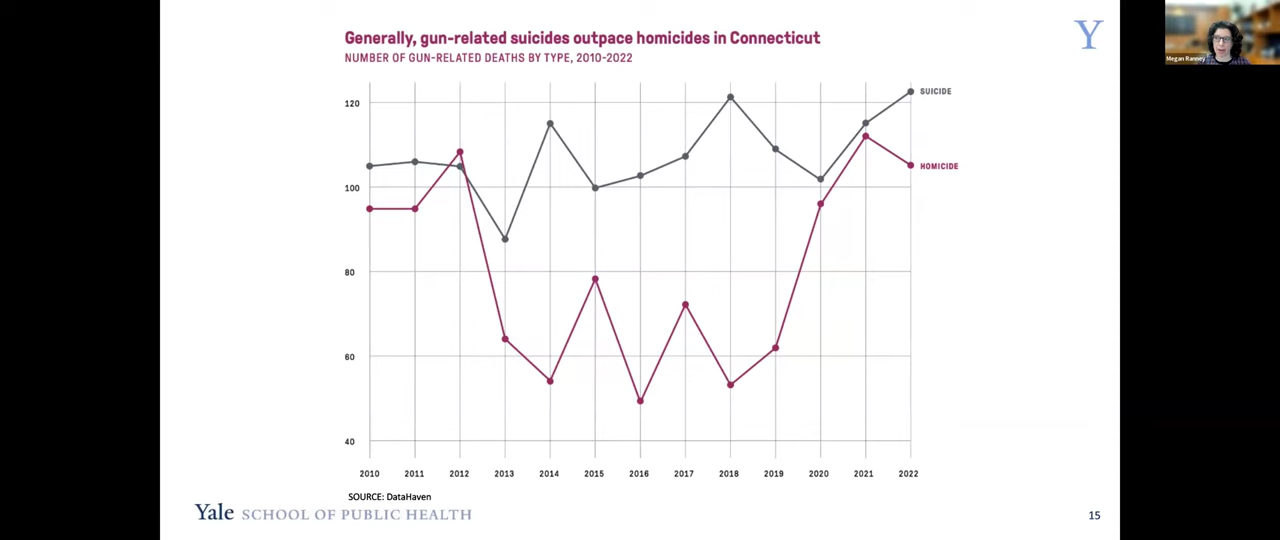 Generally, gun-related suicides outpace homicides in Connecticut
NUMBER OF GUN-RELATED DEATHS BY TYPE, 2010-2022
Y
Megan Ranney
120
100
80
60
40
SUICIDE
HOMICIDE
2010 2011 2012 2013 2014 2015 2016 2017 2018 2019 2020 2021 2022
SOURCE: DataHaven
Yale SCHOOL OF PUBLIC HEALTH
15